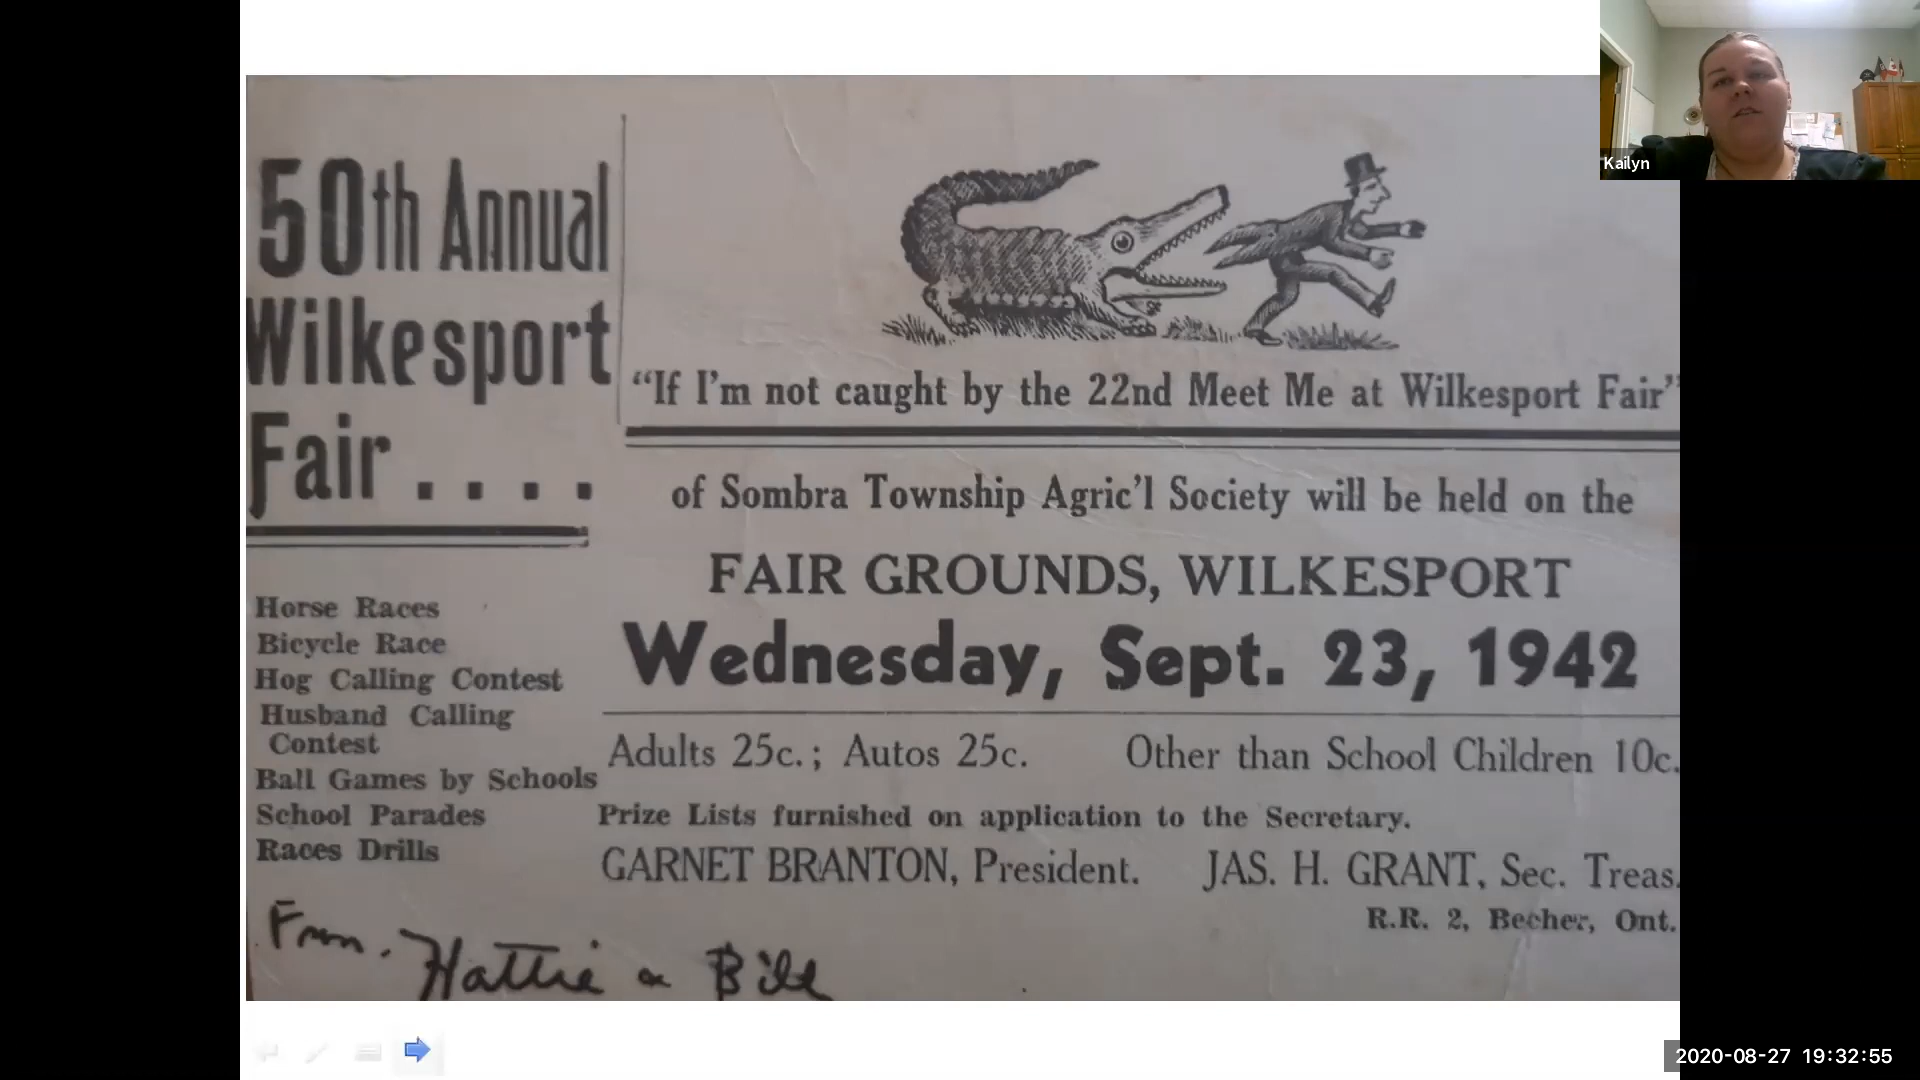 50th Annual
Wilkesport
Fair . . . .
"If I'm not caught by the 22nd Meet Me at Wilkesport Fair"
of Sombra Township Agric'l Society will be held on the
FAIR GROUNDS, WILKESPORT
Wednesday, Sept. 23, 1942
Horse Races
Bicycle Race
Hog Calling Contest
Husband Calling
Contest
Ball Games by Schools
School Parades
Races Drills
Adults 25c.; Autos 25c. Other than School Children 10c.
Prize Lists furnished on application to the Secretary.
GARNET BRANTON, President. JAS. H. GRANT, Sec. Treas.
R.R. 2, Becher, Ont.
From. Hattie & Bill
Kailyn
2020-08-27 19:32:55